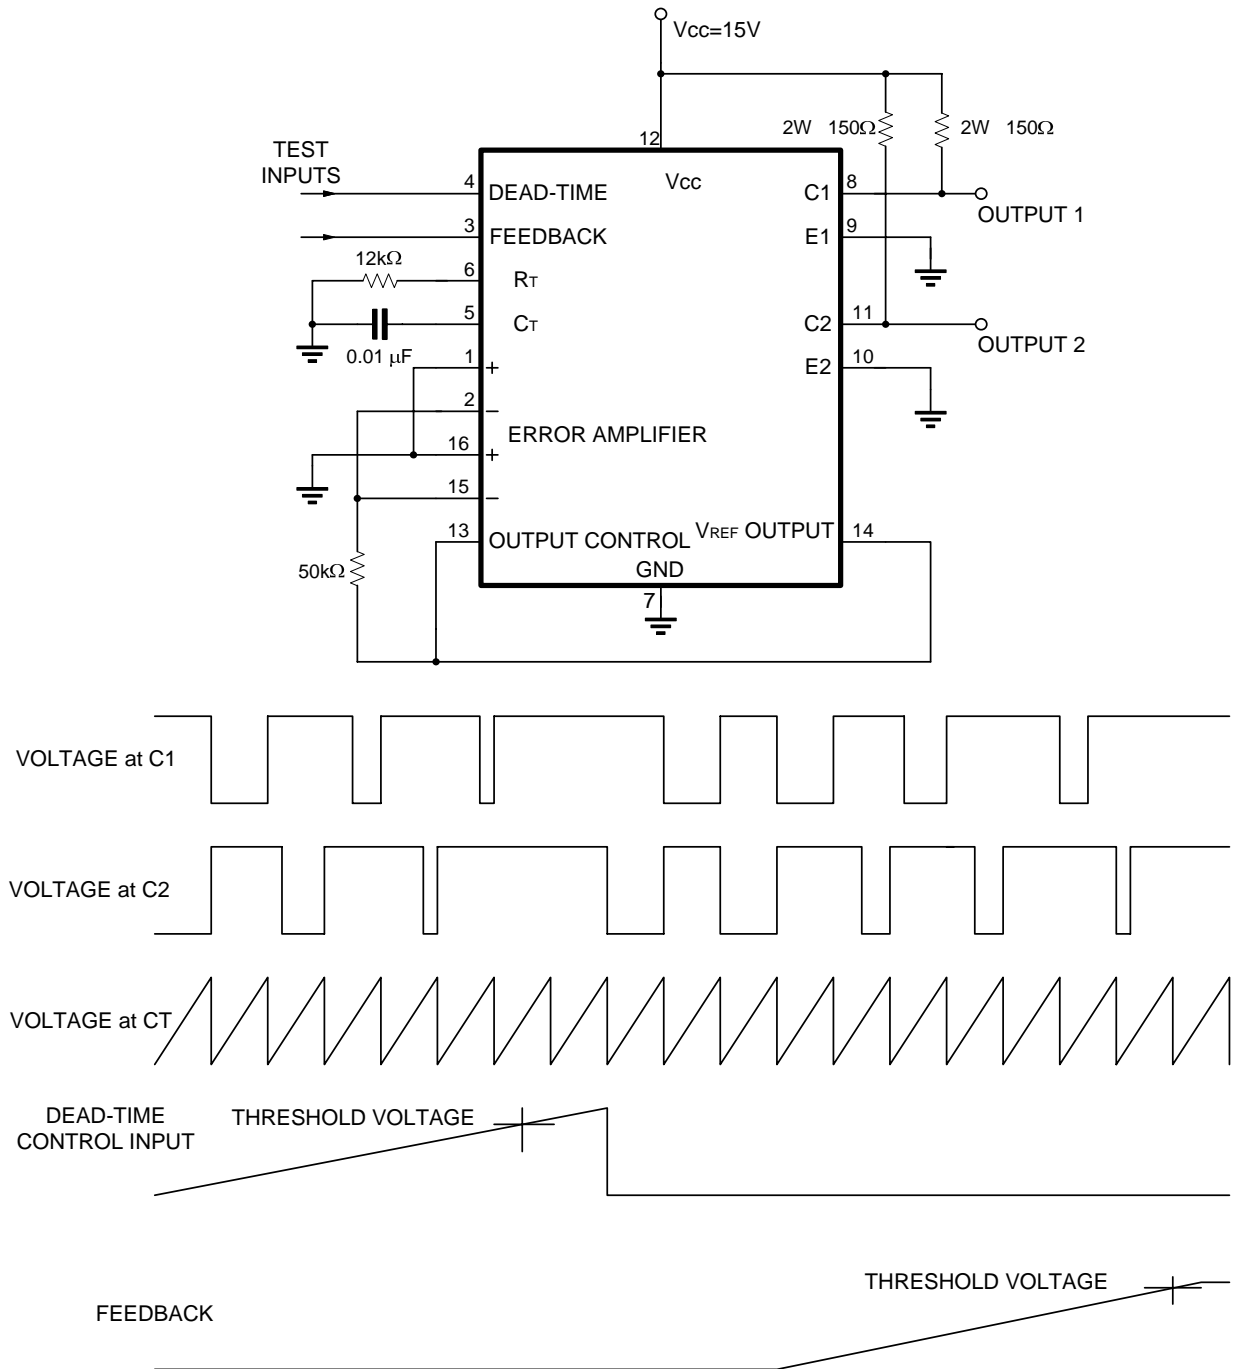 Vcc=15V
2W 150Ω
2W 150Ω
TEST
INPUTS
12
Vcc
4
DEAD-TIME
C1
8
OUTPUT 1
3
FEEDBACK
E1
9
12kΩ
6
RT
5
CT
C2
11
OUTPUT 2
0.01 μF
1
+
E2
10
2
−
ERROR AMPLIFIER
16
+
15
−
13
OUTPUT CONTROL
VREF OUTPUT
14
50kΩ
GND
7
VOLTAGE at C1
VOLTAGE at C2
VOLTAGE at CT
DEAD-TIME
CONTROL INPUT
THRESHOLD VOLTAGE
THRESHOLD VOLTAGE
FEEDBACK